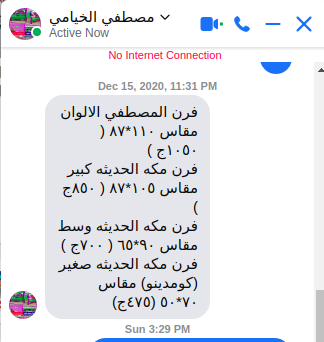 مصطفي الخيامي
Active Now
No Internet Connection
Dec 15, 2020, 11:31 PM
فرن المصطفي الالوان
مقاس ١١٠*٨٧ (
١٠٥٠ج )
فرن مكه الحديثه كبير
مقاس ١٠٥*٨٧ ( ٨٥٠ج
)
فرن مكه الحديثه وسط
مقاس ٩٠*٦٥ ( ٧٠٠ج )
فرن مكه الحديثه صغير
(كومدينو) مقاس
٧٠*٥٠ (٤٧٥ج)
Sun 3:29 PM